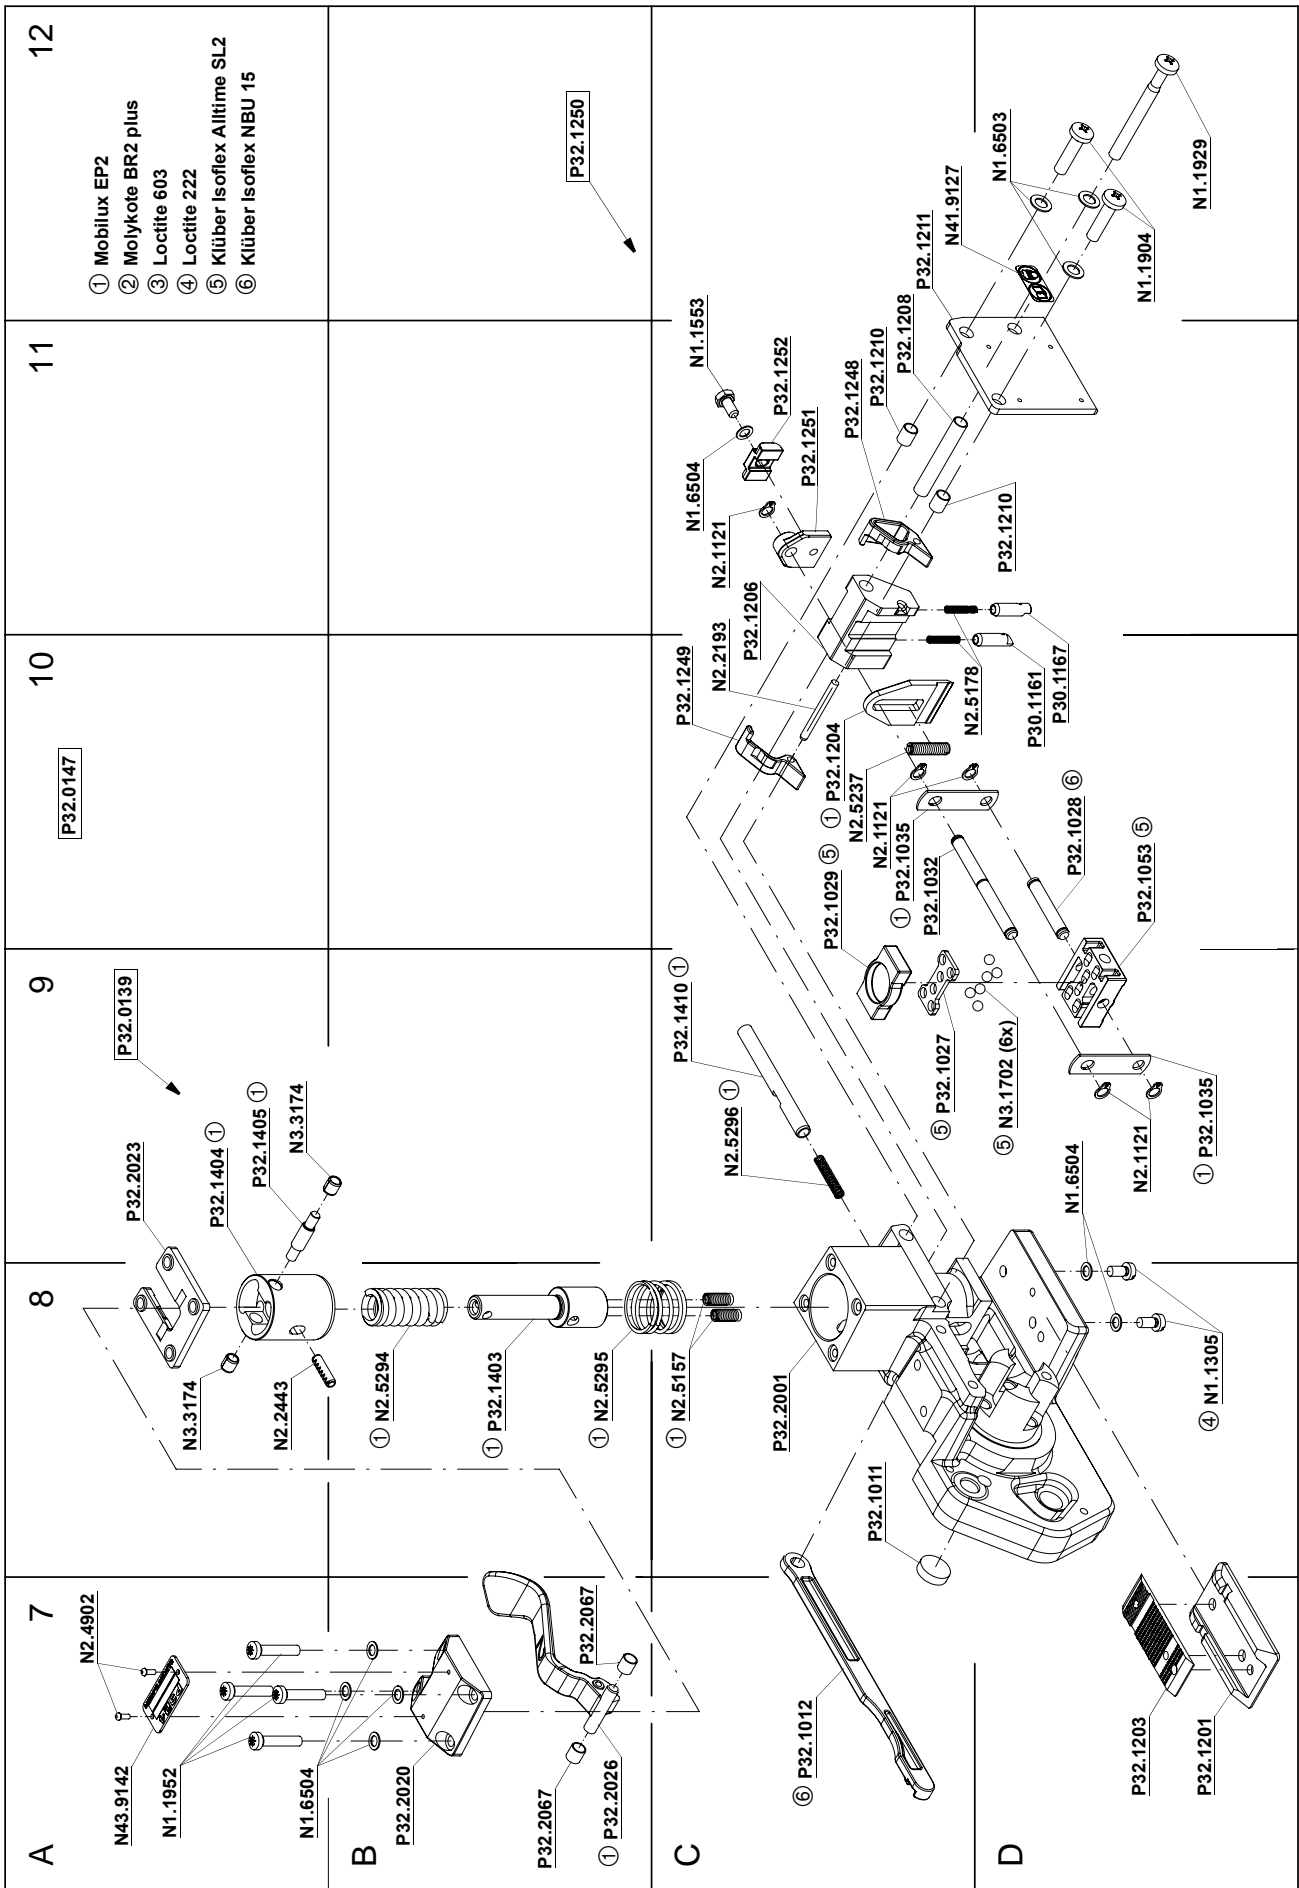 A
B
C
D
7
8
9
10
11
12
① Mobilux EP2
② Molykote BR2 plus
③ Loctite 603
④ Loctite 222
⑤ Klüber Isoflex Alltime SL2
⑥ Klüber Isoflex NBU 15
P32.0147
P32.0139
P32.1250
N2.4902
N43.9142
N1.1952
N1.6504
P32.2020
P32.2067
P32.2067
① P32.2026
P32.2023
P32.1404 ①
P32.1405 ①
N3.3174
N3.3174
N2.2443
① N2.5294
① P32.1403
① N2.5295
① N2.5157
P32.2001
P32.1011
⑥ P32.1012
P32.1203
P32.1201
④ N1.1305
N1.6504
P32.1410 ①
N2.5296 ①
P32.1029 ⑤
⑤ P32.1027
⑤ N3.1702 (6x)
N2.1121
① P32.1035
P32.1053 ⑤
P32.1028 ⑥
P32.1032
① P32.1035
N2.1121
N2.5237
① P32.1204
P32.1249
N2.2193
P32.1206
N2.5178
P30.1161
P30.1167
N2.1121
N1.6504
N1.1553
P32.1252
P32.1251
P32.1248
P32.1210
P32.1208
P32.1210
P32.1211
N41.9127
N1.6503
N1.1904
N1.1929